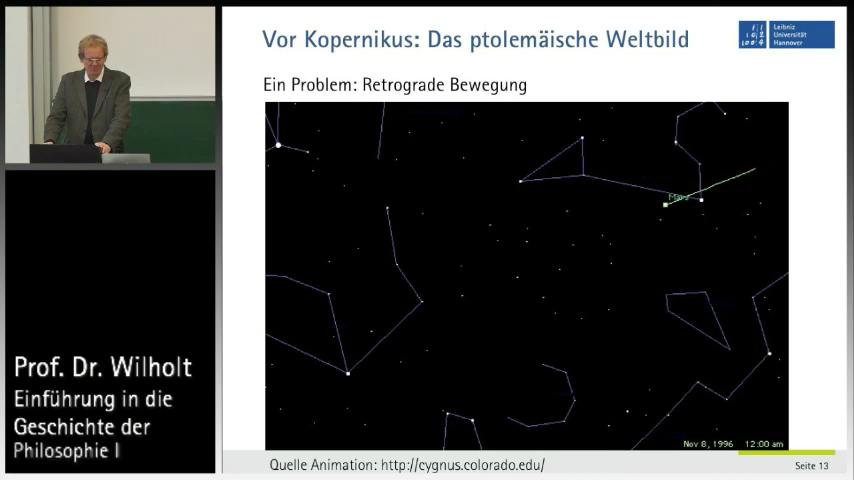 Vor Kopernikus: Das ptolemäische Weltbild
Leibniz
Universität
Hannover
Ein Problem: Retrograde Bewegung
Mars
Prof. Dr. Wilholt
Einführung in die
Geschichte der
Philosophie I
Nov 8, 1996 12:00 am
Quelle Animation: http://cygnus.colorado.edu/
Seite 13